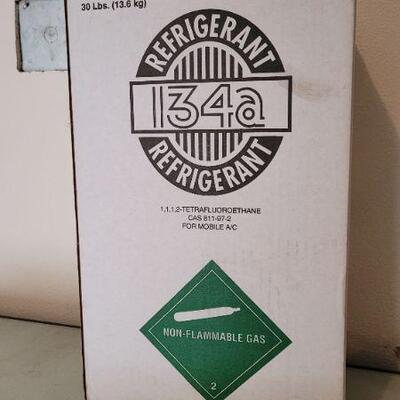 30 Lbs. (13.6 kg)
REFRIGERANT
134a
REFRIGERANT
1,1,1,2-TETRAFLUOROETHANE
CAS 811-97-2
FOR MOBILE A/C
NON-FLAMMABLE GAS
2